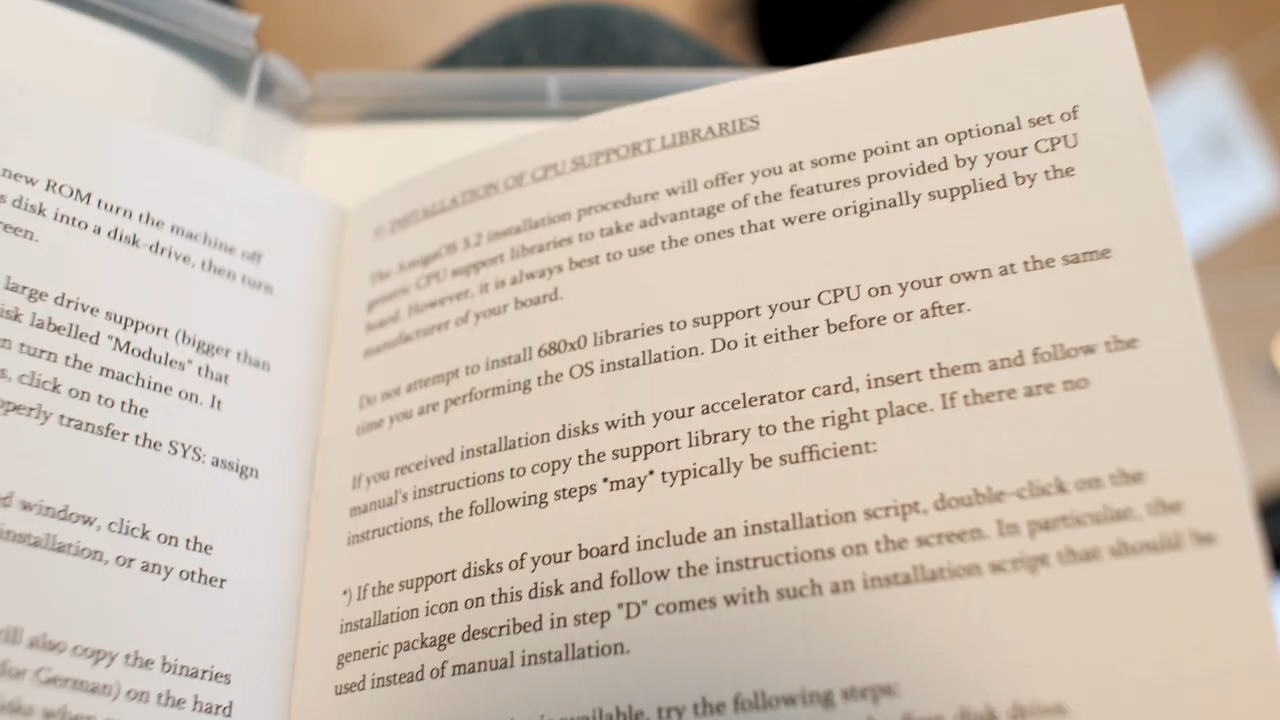 new ROM turn the machine off
s disk into a disk-drive, then turn
reen.
large drive support (bigger than
isk labelled "Modules" that
n turn the machine on. It
s, click on to the
operly transfer the SYS: assign
ed window, click on the
installation, or any other
ill also copy the binaries
for German) on the hard
INSTALLATION OF CPU SUPPORT LIBRARIES
The AmigaOS 3.2 installation procedure will offer you at some point an optional set of
generic CPU support libraries to take advantage of the features provided by your CPU
board. However, it is always best to use the ones that were originally supplied by the
manufacturer of your board.
Do not attempt to install 680x0 libraries to support your CPU on your own at the same
time you are performing the OS installation. Do it either before or after.
If you received installation disks with your accelerator card, insert them and follow the
manual's instructions to copy the support library to the right place. If there are no
instructions, the following steps *may* typically be sufficient:
*) If the support disks of your board include an installation script, double-click on the
installation icon on this disk and follow the instructions on the screen. In particular, the
generic package described in step "D" comes with such an installation script that should be
used instead of manual installation.
available, try the following steps:
disk drive.